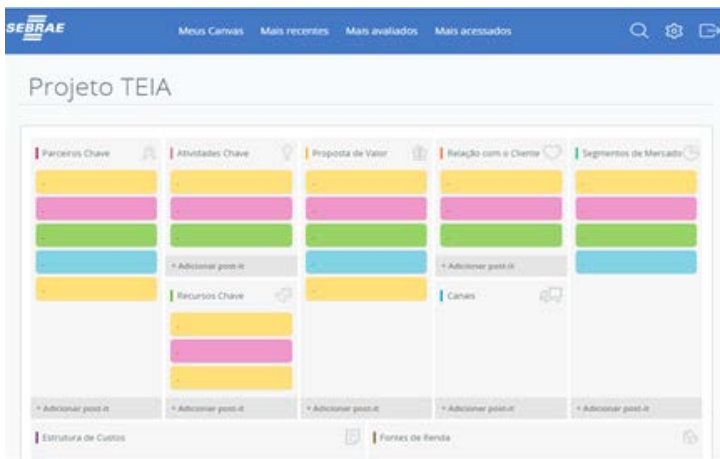 SEBRAE
Meus Canvas Mais recentes Mais avaliados Mais acessados
Projeto TEIA
Parceiros Chave
Atividades Chave
Proposta de Valor
Relação com o Cliente
Segmentos de Mercado
+ Adicionar post-it
+ Adicionar post-it
Recursos Chave
Canais
+ Adicionar post-it
+ Adicionar post-it
+ Adicionar post-it
+ Adicionar post-it
+ Adicionar post-it
Estrutura de Custos
Fontes de Renda